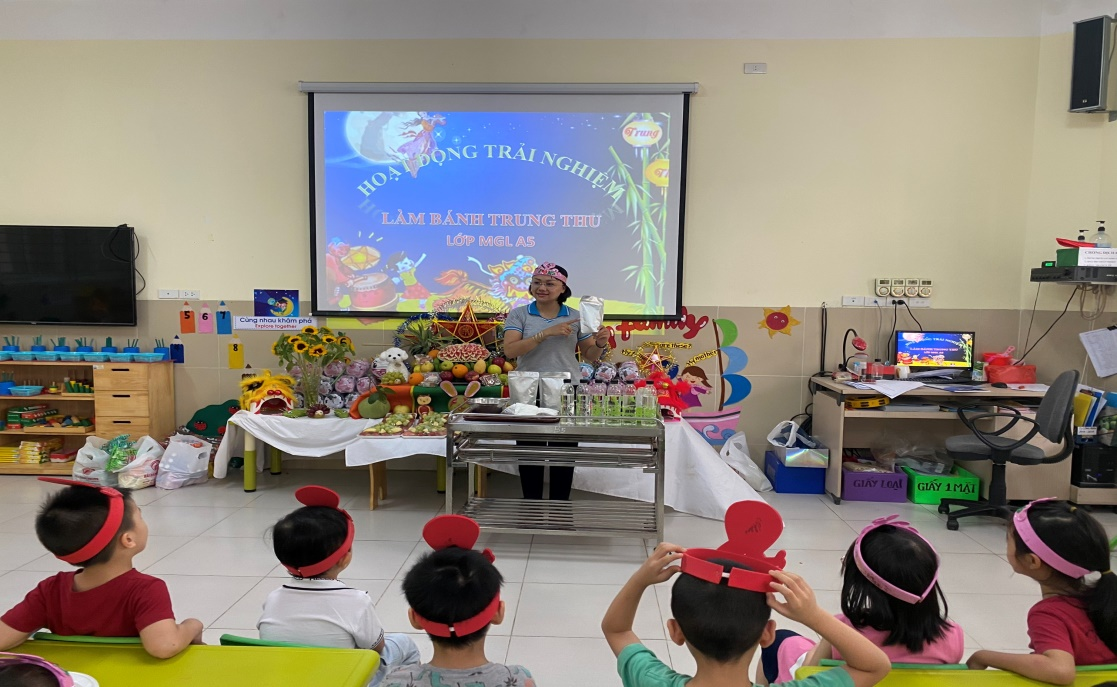 Trung
HOẠT ĐỘNG TRẢI NGHIỆM
LÀM BÁNH TRUNG THU
LỚP MGL A5
5
6
8
Cùng nhau khám phá
Explore together
family
GIẤY LOẠI
GIẤY 1 MẶT